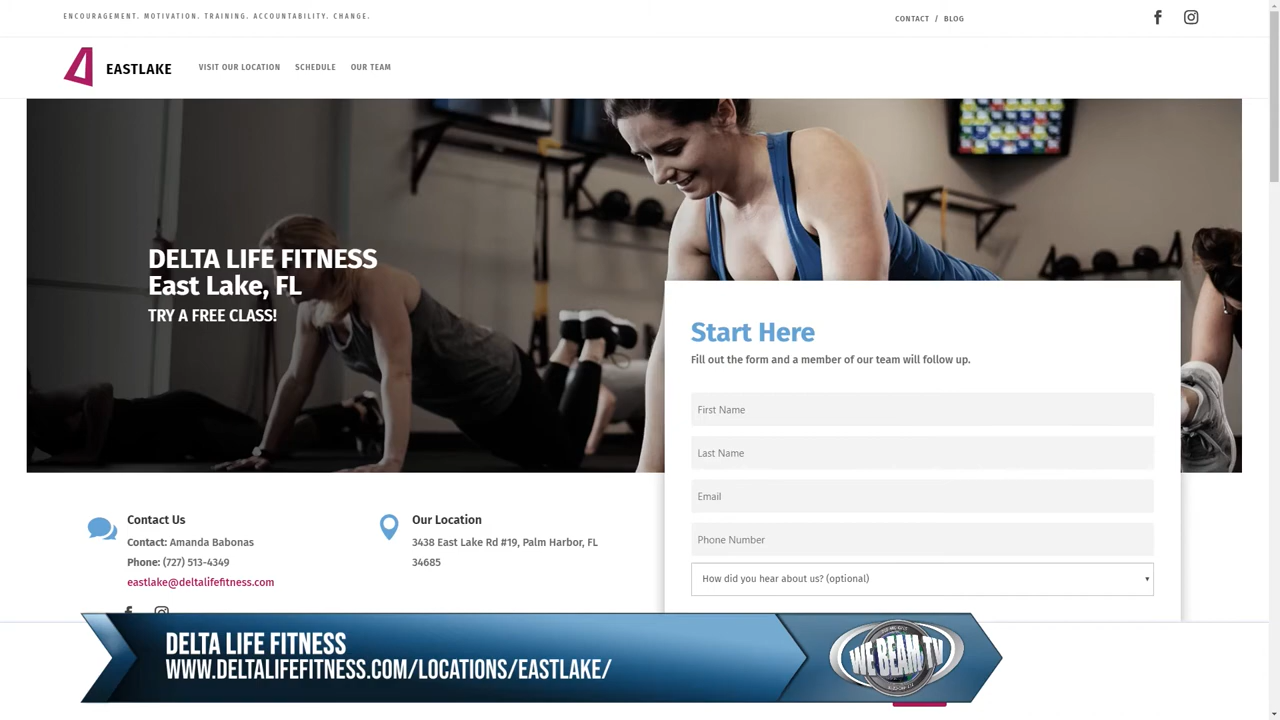 ENCOURAGEMENT. MOTIVATION. TRAINING. ACCOUNTABILITY. CHANGE.
CONTACT / BLOG
EASTLAKE
VISIT OUR LOCATION SCHEDULE OUR TEAM
DELTA LIFE FITNESS
East Lake, FL
TRY A FREE CLASS!
Start Here
Fill out the form and a member of our team will follow up.
First Name
Last Name
Email
Phone Number
How did you hear about us? (optional)
Contact Us
Contact: Amanda Babonas
Phone: (727) 513-4349
eastlake@deltalifefitness.com
Our Location
3438 East Lake Rd #19, Palm Harbor, FL
34685
DELTA LIFE FITNESS
WWW.DELTALIFEFITNESS.COM/LOCATIONS/EASTLAKE/
WE BEAM TV